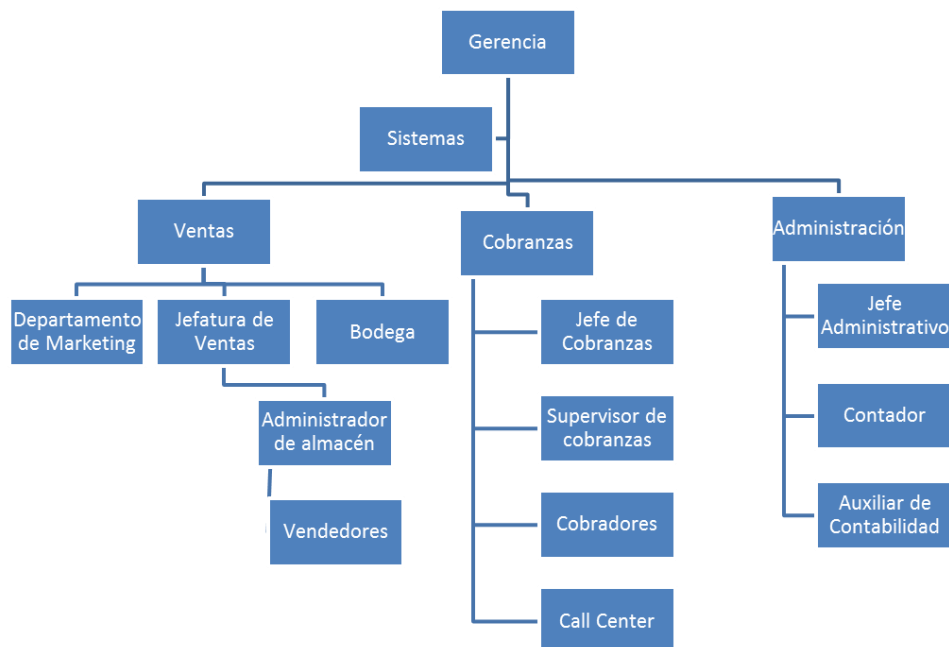 Gerencia
Sistemas
Ventas
Cobranzas
Administración
Departamento
de Marketing
Jefatura de
Ventas
Bodega
Administrador
de almacén
Vendedores
Jefe de
Cobranzas
Supervisor de
cobranzas
Cobradores
Call Center
Jefe
Administrativo
Contador
Auxiliar de
Contabilidad